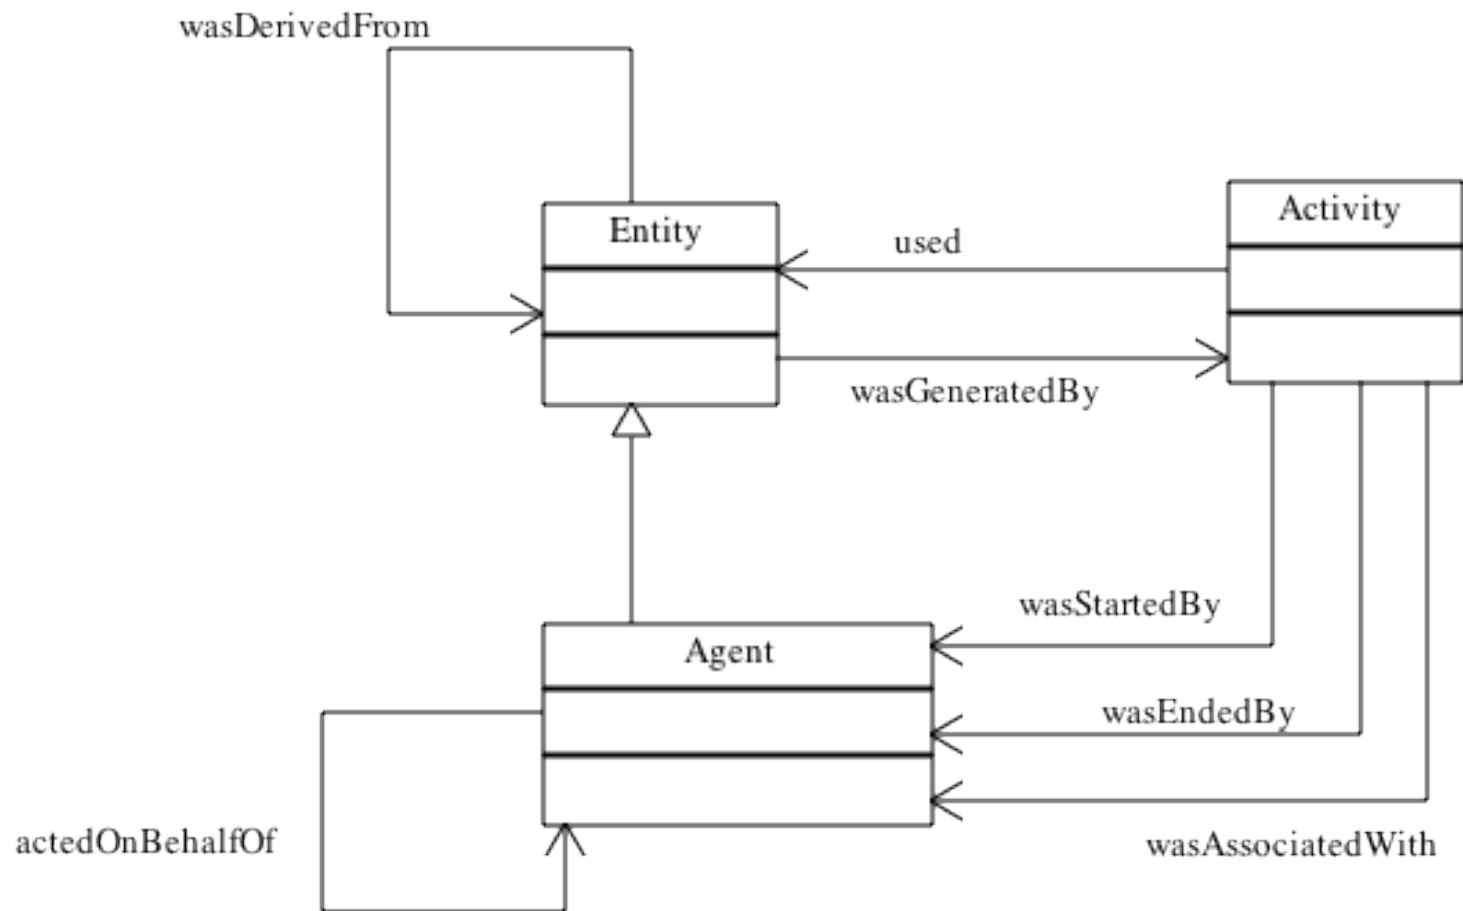 wasDerivedFrom
Entity
Activity
used
wasGeneratedBy
wasStartedBy
Agent
wasEndedBy
actedOnBehalfOf
wasAssociatedWith